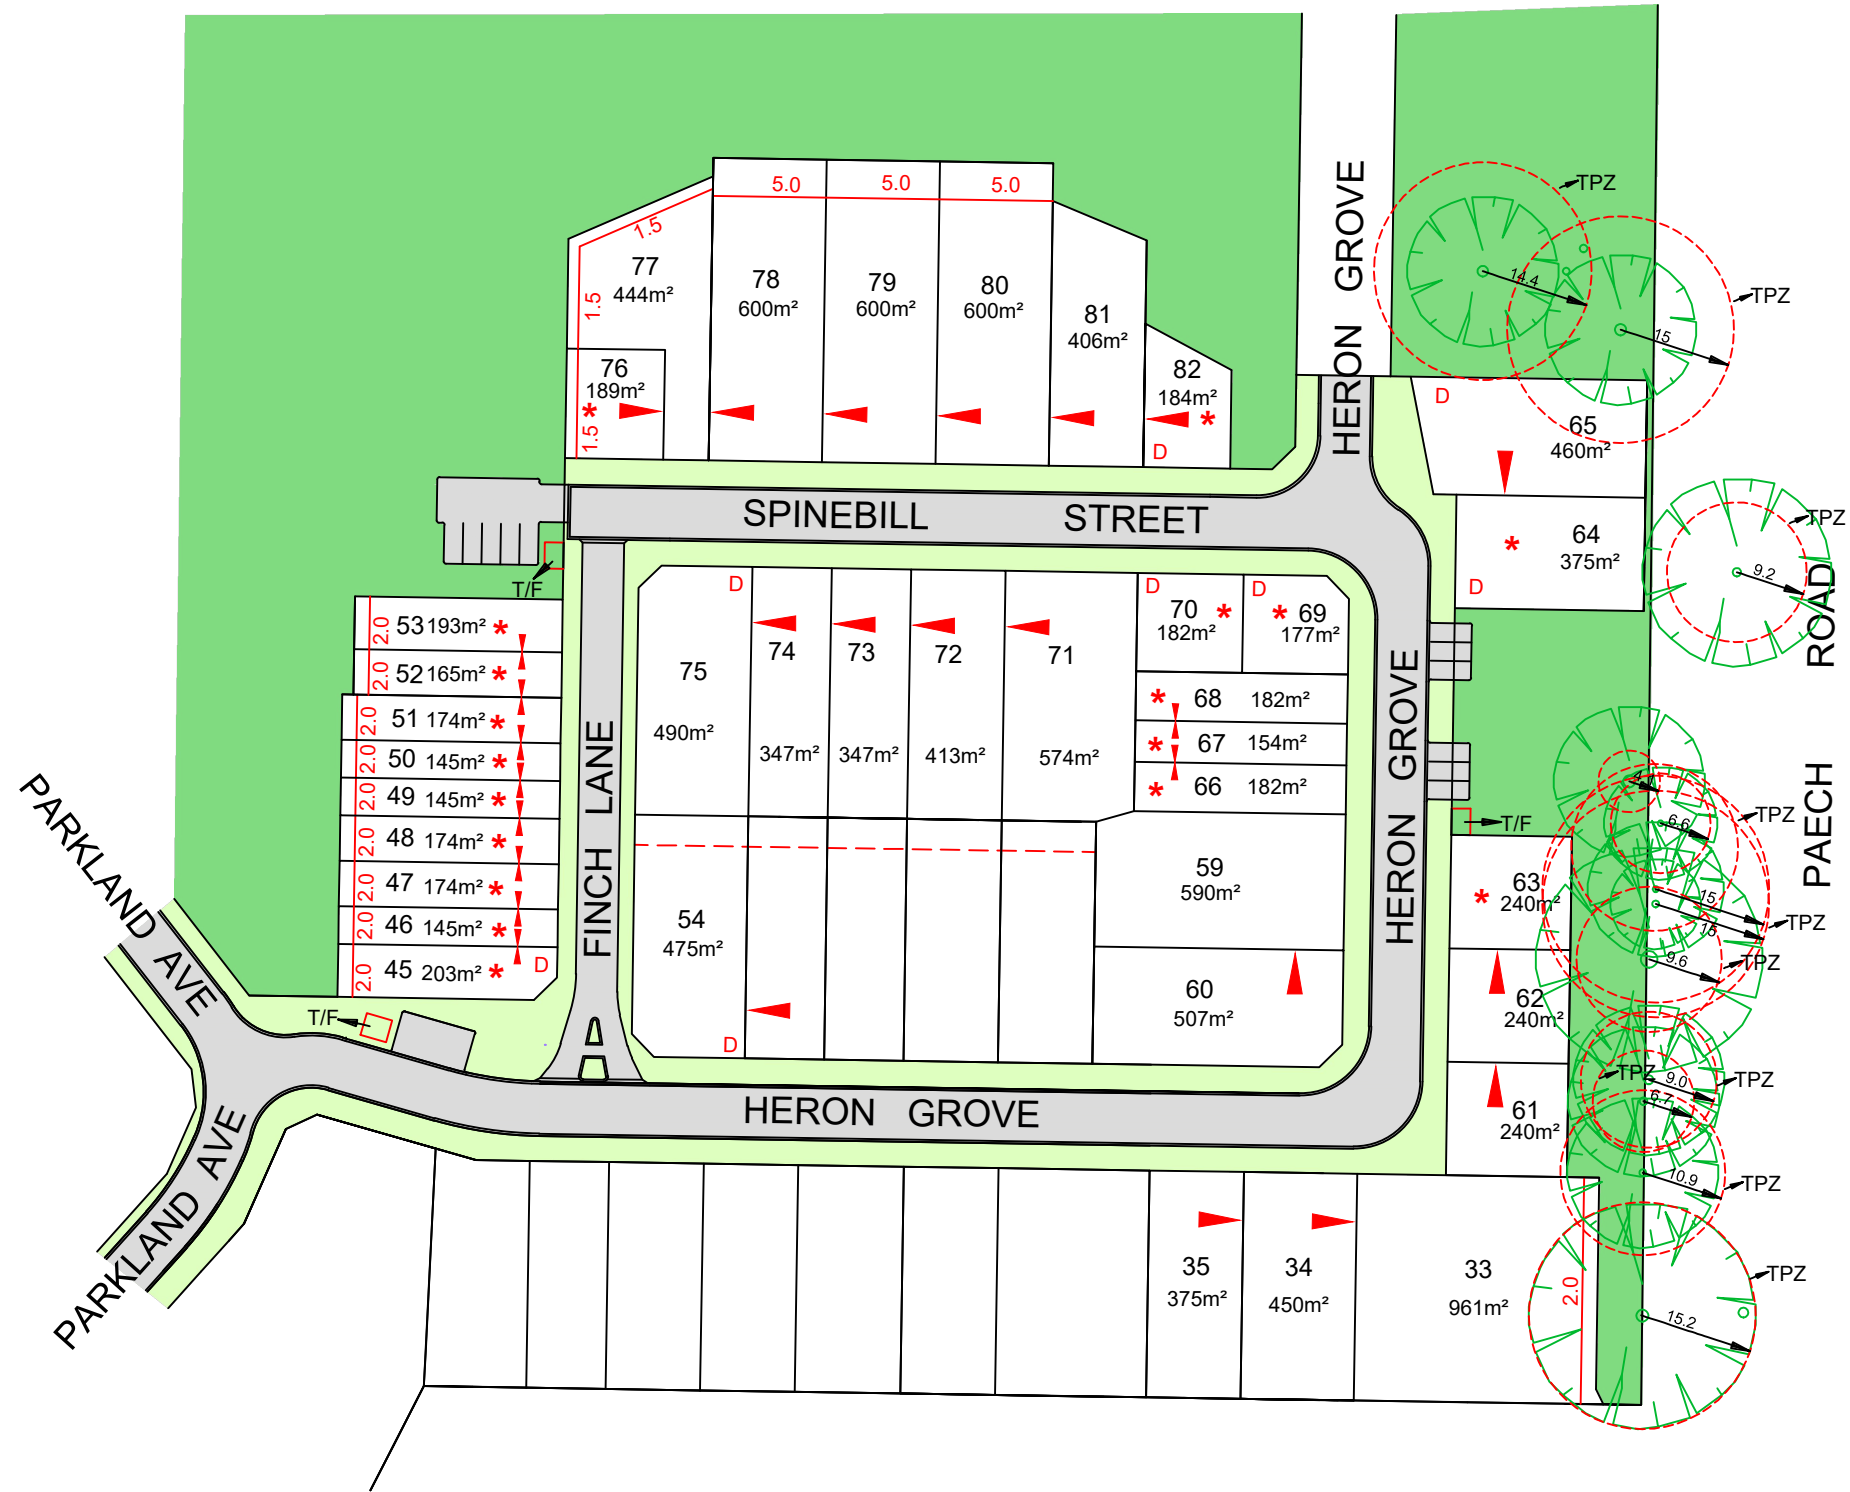 5.0
5.0
5.0
1.5
77
444m²
1.5
78
600m²
79
600m²
80
600m²
81
406m²
76
189m²
*
1.5
82
184m²
*
D
HERON GROVE
HERON
TPZ
14.4
TPZ
15
D
65
460m²
SPINEBILL STREET
*
64
375m²
D
TPZ
9.2
ROAD
PAECH
T/F
53 193m² *
2.0
52 165m² *
2.0
51 174m² *
2.0
50 145m² *
2.0
49 145m² *
2.0
48 174m² *
2.0
47 174m² *
2.0
46 145m² *
2.0
45 203m² *
2.0
D
FINCH LANE
D
75
490m²
74
347m²
73
347m²
72
413m²
71
574m²
D
70 *
182m²
D
* 69
177m²
* 68 182m²
* 67 154m²
* 66 182m²
HERON GROVE
T/F
59
590m²
54
475m²
D
60
507m²
63
* 240m²
62
240m²
61
240m²
6.6
TPZ
15
TPZ
15
9.6
TPZ
TPZ
9.0
TPZ
6.7
10.9
TPZ
TPZ
15.2
PARKLAND AVE
T/F
PARKLAND AVE
HERON GROVE
35
375m²
34
450m²
33
961m²
2.0